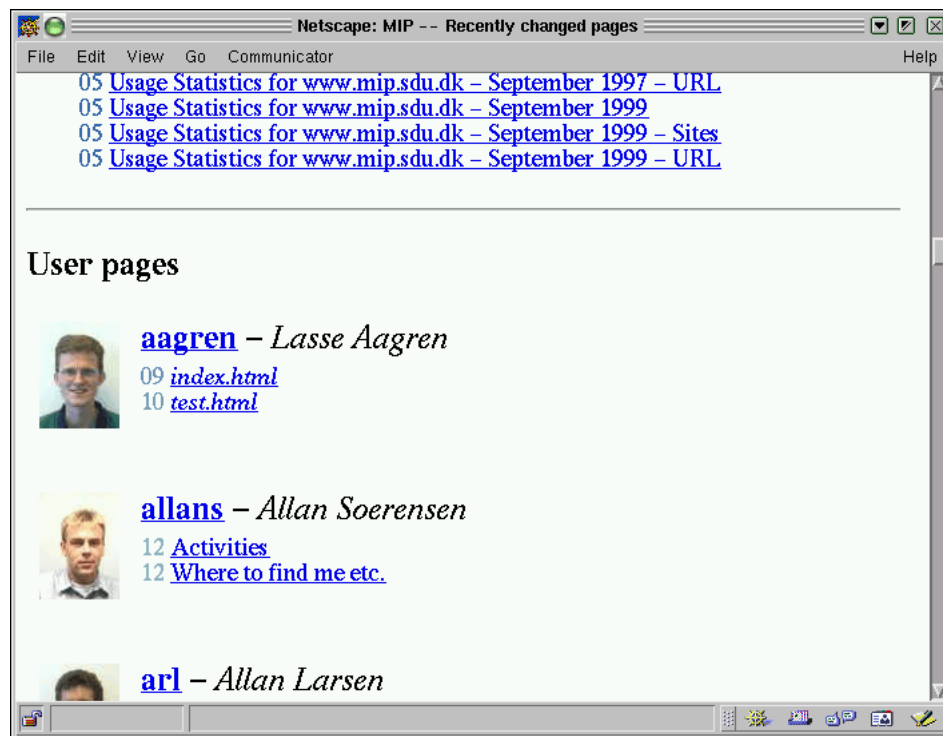 Netscape: MIP -- Recently changed pages
File Edit View Go Communicator Help
05 Usage Statistics for www.mip.sdu.dk – September 1997 – URL
05 Usage Statistics for www.mip.sdu.dk – September 1999
05 Usage Statistics for www.mip.sdu.dk – September 1999 – Sites
05 Usage Statistics for www.mip.sdu.dk – September 1999 – URL
User pages
aagren – Lasse Aagren
09 index.html
10 test.html
allans – Allan Soerensen
12 Activities
12 Where to find me etc.
arl – Allan Larsen